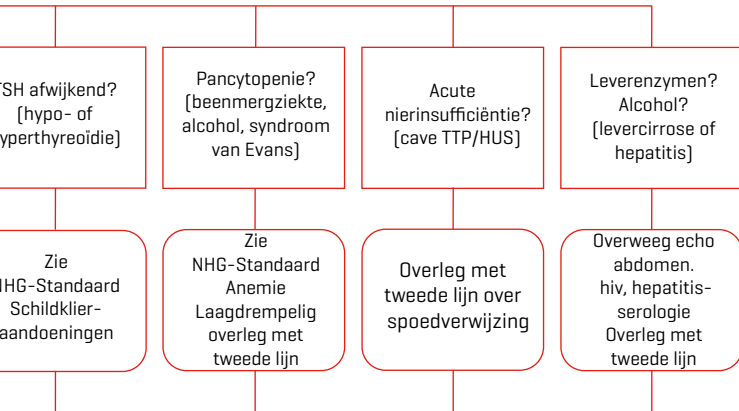 TSH afwijkend?
(hypo- of
hyperthyreoïdie)
Pancytopenie?
(beenmergziekte,
alcohol, syndroom
van Evans)
Acute
nierinsufficiëntie?
(cave TTP/HUS)
Leverenzymen?
Alcohol?
(levercirrose of
hepatitis)
Zie
NHG-Standaard
Schildklier-
aandoeningen
Zie
NHG-Standaard
Anemie
Laagdrempelig
overleg met
tweede lijn
Overleg met
tweede lijn over
spoedverwijzing
Overweeg echo
abdomen.
hiv, hepatitis-
serologie
Overleg met
tweede lijn